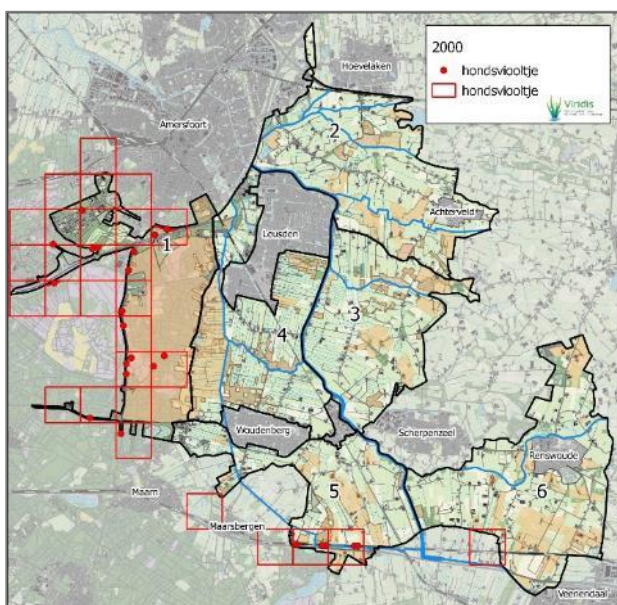 2000
hondsviooltje
hondsviooltje
Viridis
Hoevelaken
Amersfoort
2
Achterveld
1
Leusden
3
4
Woudenberg
Scherpenzeel
Renswoude
Maarn
5
6
Maarsbergen
Veenendaal